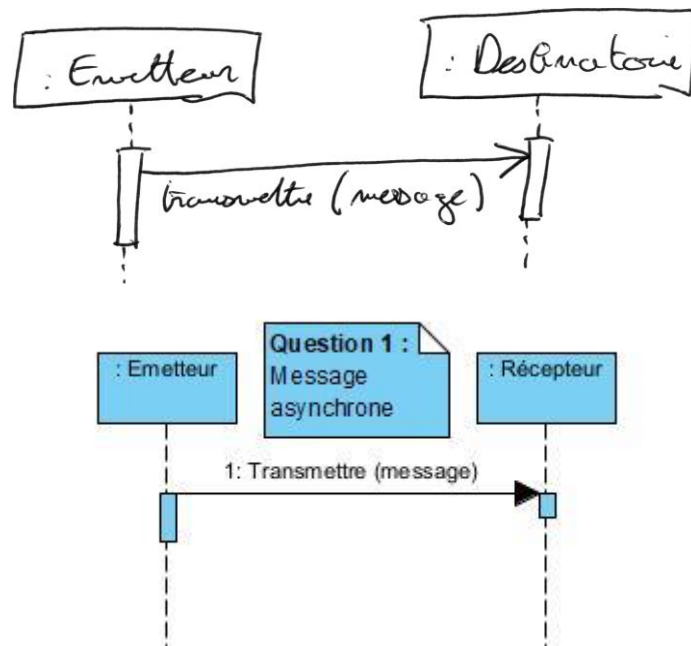 : Emetteur
: Destinataire
transmettre (message)
Question 1 :
Message
asynchrone
: Emetteur
: Récepteur
1: Transmettre (message)